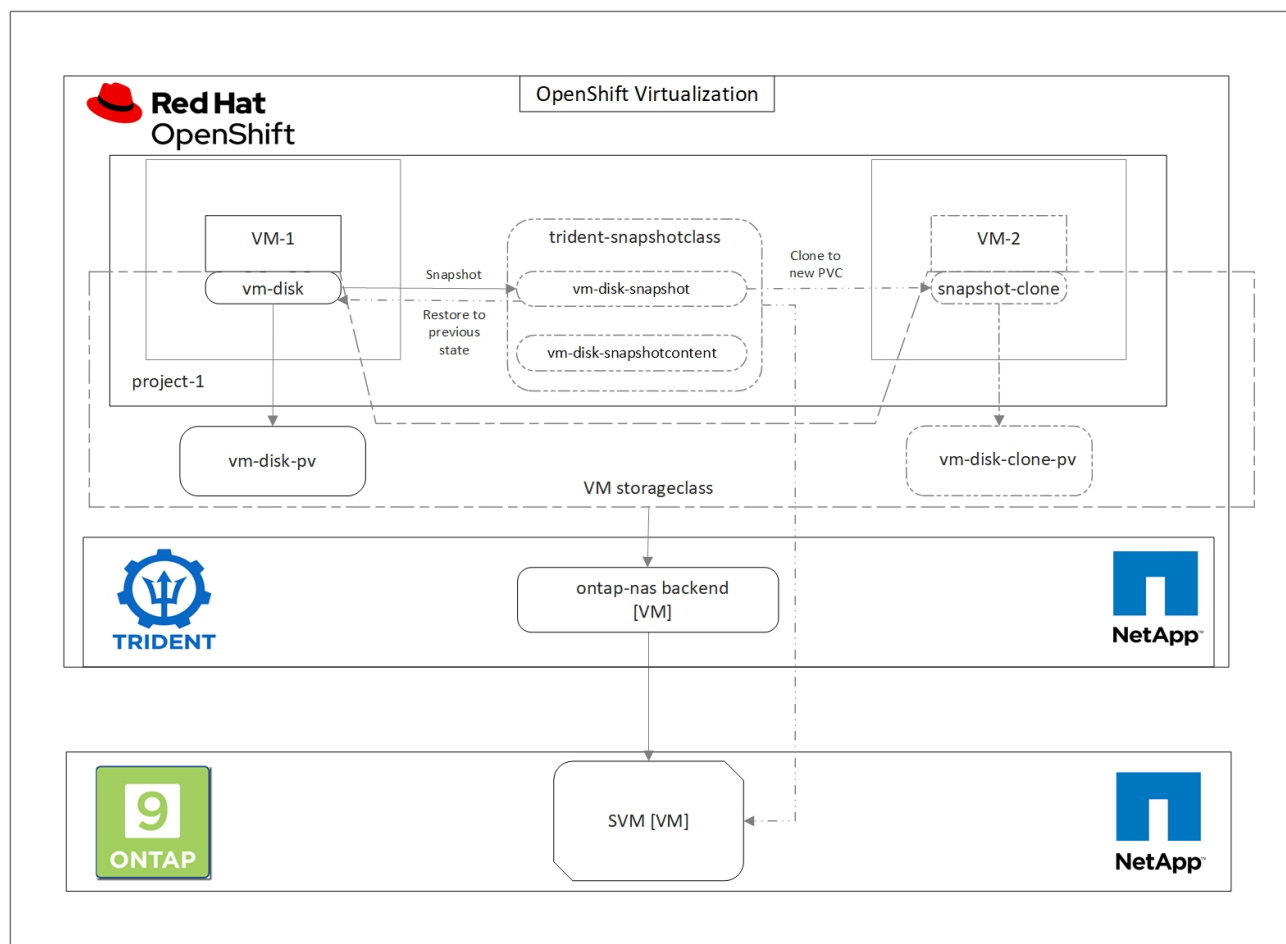 OpenShift Virtualization
Red Hat
OpenShift
VM-1
vm-disk
Snapshot
Restore to
previous
state
trident-snapshotclass
vm-disk-snapshot
vm-disk-snapshotcontent
Clone to
new PVC
VM-2
snapshot-clone
project-1
vm-disk-pv
vm-disk-clone-pv
VM storageclass
TRIDENT
ontap-nas backend
[VM]
NetApp™
9
ONTAP
SVM [VM]
NetApp™